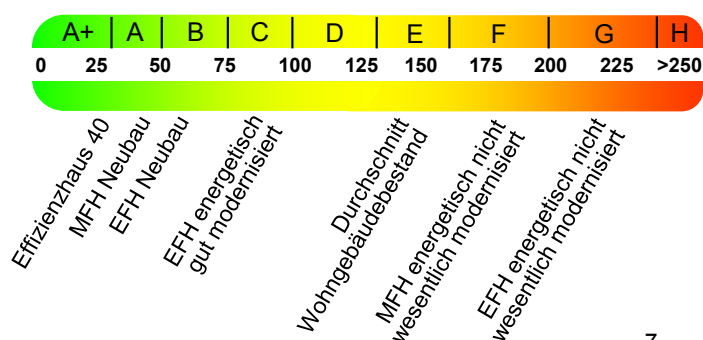 A+ A B C D E F G H
0 25 50 75 100 125 150 175 200 225 >250
Effizienzhaus 40
MFH Neubau
EFH Neubau
EFH energetisch
gut modernisiert
Durchschnitt
Wohngebäudebestand
MFH energetisch nicht
wesentlich modernisiert
EFH energetisch nicht
wesentlich modernisiert
7